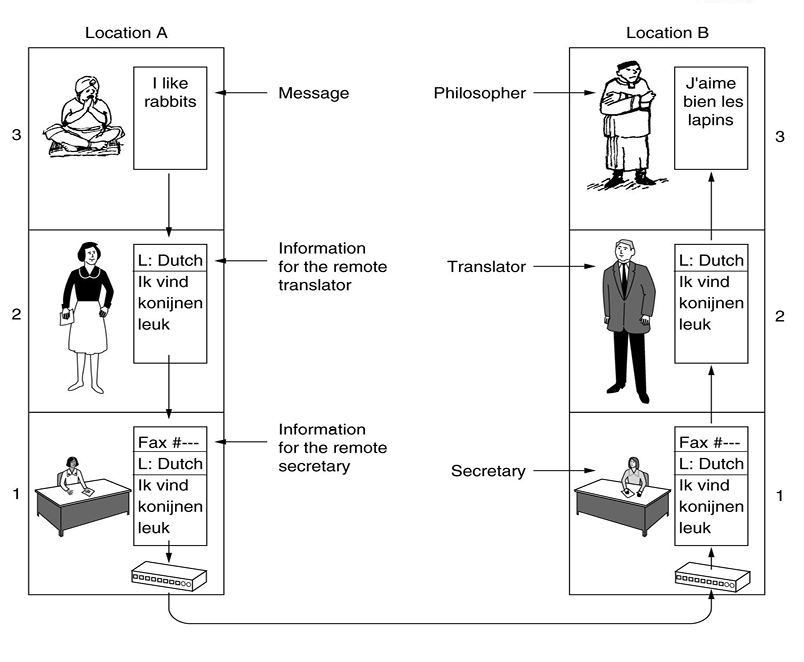 Location A
Location B
I like
rabbits
Message
Philosopher
J'aime
bien les
lapins
3
3
Information
for the remote
translator
L: Dutch
Ik vind
konijnen
leuk
Translator
L: Dutch
Ik vind
konijnen
leuk
2
2
Information
for the remote
secretary
Fax #---
L: Dutch
Ik vind
konijnen
leuk
Secretary
Fax #---
L: Dutch
Ik vind
konijnen
leuk
1
1